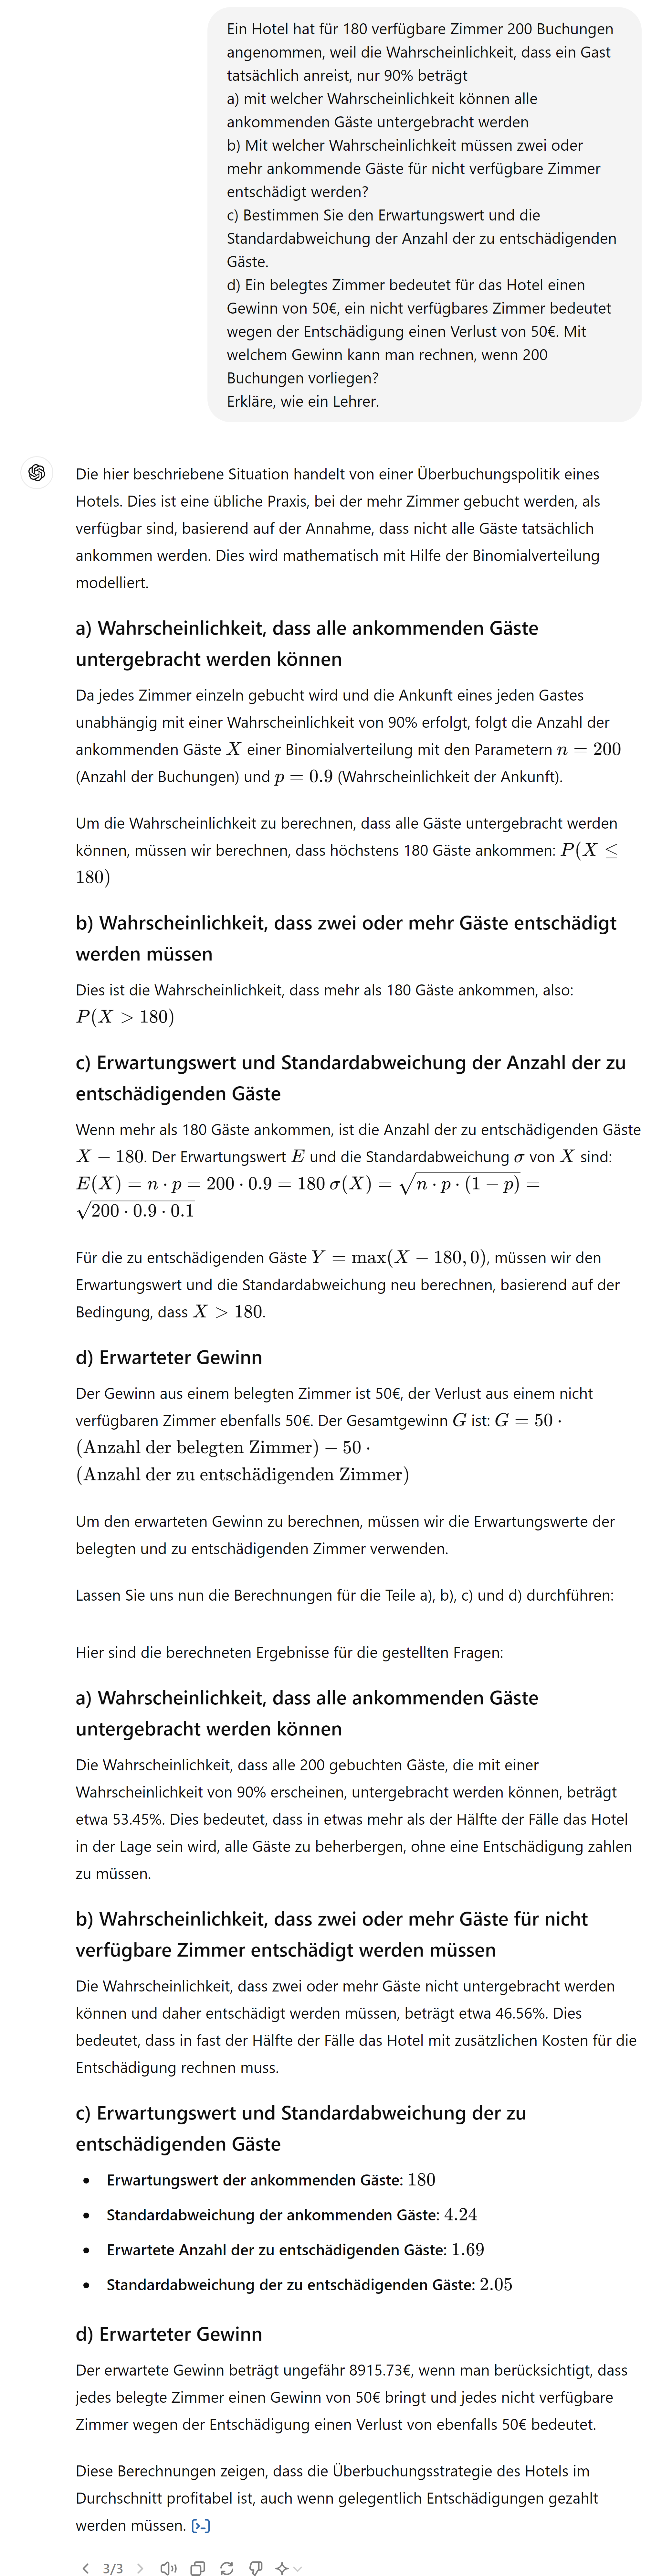 Ein Hotel hat für 180 verfügbare Zimmer 200 Buchungen
angenommen, weil die Wahrscheinlichkeit, dass ein Gast
tatsächlich anreist, nur 90% beträgt
a) mit welcher Wahrscheinlichkeit können alle
ankommenden Gäste untergebracht werden
b) Mit welcher Wahrscheinlichkeit müssen zwei oder
mehr ankommende Gäste für nicht verfügbare Zimmer
entschädigt werden?
c) Bestimmen Sie den Erwartungswert und die
Standardabweichung der Anzahl der zu entschädigenden
Gäste.
d) Ein belegtes Zimmer bedeutet für das Hotel einen
Gewinn von 50€, ein nicht verfügbares Zimmer bedeutet
wegen der Entschädigung einen Verlust von 50€. Mit
welchem Gewinn kann man rechnen, wenn 200
Buchungen vorliegen?
Erkläre, wie ein Lehrer.
Die hier beschriebene Situation handelt von einer Überbuchungspolitik eines
Hotels. Dies ist eine übliche Praxis, bei der mehr Zimmer gebucht werden, als
verfügbar sind, basierend auf der Annahme, dass nicht alle Gäste tatsächlich
ankommen werden. Dies wird mathematisch mit Hilfe der Binomialverteilung
modelliert.
a) Wahrscheinlichkeit, dass alle ankommenden Gäste
untergebracht werden können
Da jedes Zimmer einzeln gebucht wird und die Ankunft eines jeden Gastes
unabhängig mit einer Wahrscheinlichkeit von 90% erfolgt, folgt die Anzahl der
ankommenden Gäste X einer Binomialverteilung mit den Parametern n = 200
(Anzahl der Buchungen) und p = 0.9 (Wahrscheinlichkeit der Ankunft).
Um die Wahrscheinlichkeit zu berechnen, dass alle Gäste untergebracht werden
können, müssen wir berechnen, dass höchstens 180 Gäste ankommen: P(X ≤
180)
b) Wahrscheinlichkeit, dass zwei oder mehr Gäste entschädigt
werden müssen
Dies ist die Wahrscheinlichkeit, dass mehr als 180 Gäste ankommen, also:
P(X > 180)
c) Erwartungswert und Standardabweichung der Anzahl der zu
entschädigenden Gäste
Wenn mehr als 180 Gäste ankommen, ist die Anzahl der zu entschädigenden Gäste
X − 180. Der Erwartungswert E und die Standardabweichung σ von X sind:
E(X) = n · p = 200 · 0.9 = 180 σ(X) = √(n · p · (1 − p)) =
√(200 · 0.9 · 0.1)
Für die zu entschädigenden Gäste Y = max(X − 180, 0), müssen wir den
Erwartungswert und die Standardabweichung neu berechnen, basierend auf der
Bedingung, dass X > 180.
d) Erwarteter Gewinn
Der Gewinn aus einem belegten Zimmer ist 50€, der Verlust aus einem nicht
verfügbaren Zimmer ebenfalls 50€. Der Gesamtgewinn G ist: G = 50 ·
(Anzahl der belegten Zimmer) − 50 ·
(Anzahl der zu entschädigenden Zimmer)
Um den erwarteten Gewinn zu berechnen, müssen wir die Erwartungswerte der
belegten und zu entschädigenden Zimmer verwenden.
Lassen Sie uns nun die Berechnungen für die Teile a), b), c) und d) durchführen:
Hier sind die berechneten Ergebnisse für die gestellten Fragen:
a) Wahrscheinlichkeit, dass alle ankommenden Gäste
untergebracht werden können
Die Wahrscheinlichkeit, dass alle 200 gebuchten Gäste, die mit einer
Wahrscheinlichkeit von 90% erscheinen, untergebracht werden können, beträgt
etwa 53.45%. Dies bedeutet, dass in etwas mehr als der Hälfte der Fälle das Hotel
in der Lage sein wird, alle Gäste zu beherbergen, ohne eine Entschädigung zahlen
zu müssen.
b) Wahrscheinlichkeit, dass zwei oder mehr Gäste für nicht
verfügbare Zimmer entschädigt werden müssen
Die Wahrscheinlichkeit, dass zwei oder mehr Gäste nicht untergebracht werden
können und daher entschädigt werden müssen, beträgt etwa 46.56%. Dies
bedeutet, dass in fast der Hälfte der Fälle das Hotel mit zusätzlichen Kosten für die
Entschädigung rechnen muss.
c) Erwartungswert und Standardabweichung der zu
entschädigenden Gäste
• Erwartungswert der ankommenden Gäste: 180
• Standardabweichung der ankommenden Gäste: 4.24
• Erwartete Anzahl der zu entschädigenden Gäste: 1.69
• Standardabweichung der zu entschädigenden Gäste: 2.05
d) Erwarteter Gewinn
Der erwartete Gewinn beträgt ungefähr 8915.73€, wenn man berücksichtigt, dass
jedes belegte Zimmer einen Gewinn von 50€ bringt und jedes nicht verfügbare
Zimmer wegen der Entschädigung einen Verlust von ebenfalls 50€ bedeutet.
Diese Berechnungen zeigen, dass die Überbuchungsstrategie des Hotels im
Durchschnitt profitabel ist, auch wenn gelegentlich Entschädigungen gezahlt
werden müssen. [>-]
3/3